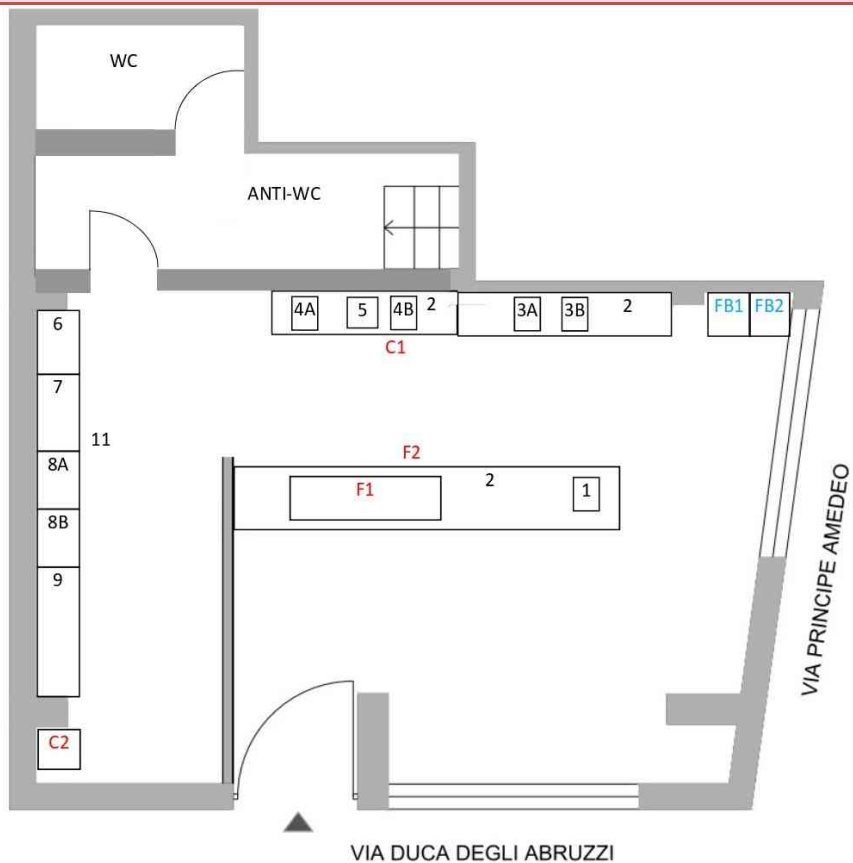 WC
ANTI-WC
4A
5
4B
2
3A
3B
2
FB1
FB2
6
C1
7
11
F2
8A
F1
2
1
8B
9
VIA PRINCIPE AMEDEO
C2
VIA DUCA DEGLI ABRUZZI